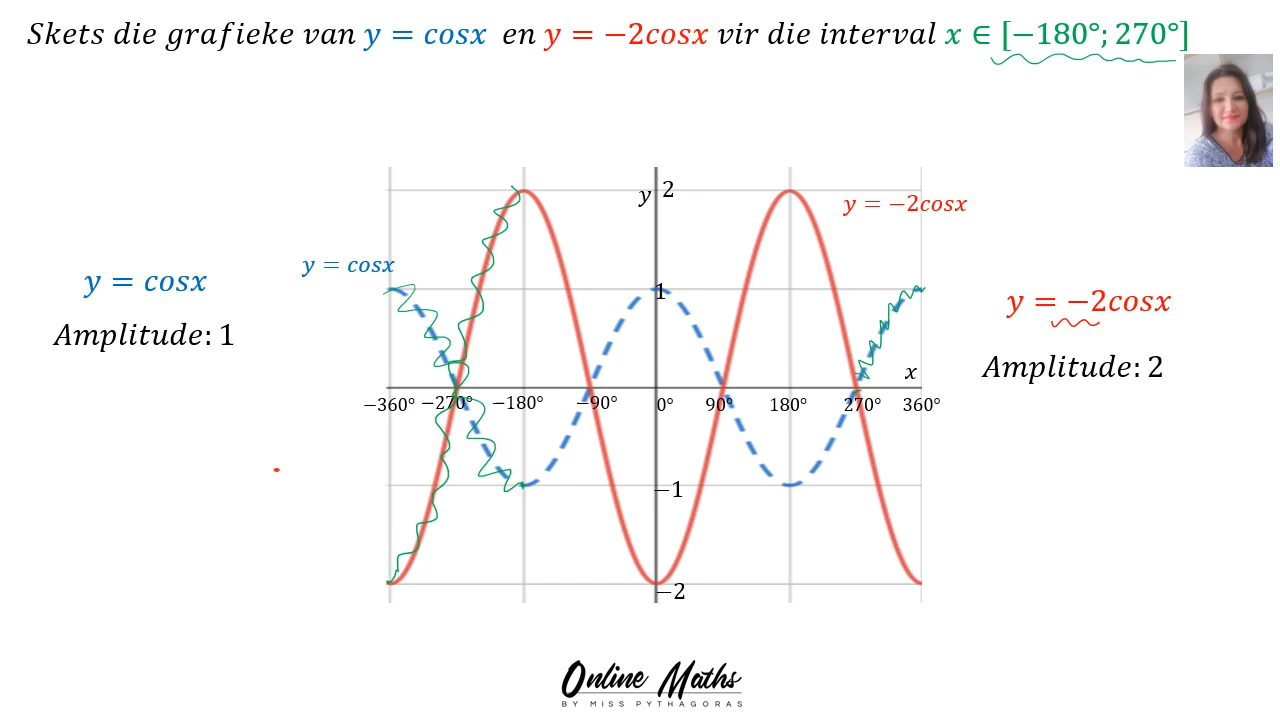 Skets die grafieke van y = cosx en y = −2cosx vir die interval x ∈ [−180°; 270°]
y 2
y = −2cosx
y = cosx
y = cosx
1
y = −2cosx
Amplitude: 1
x
Amplitude: 2
−360° −270° −180° −90° 0° 90° 180° 270° 360°
−1
−2
Online Maths
BY MISS PYTHAGORAS